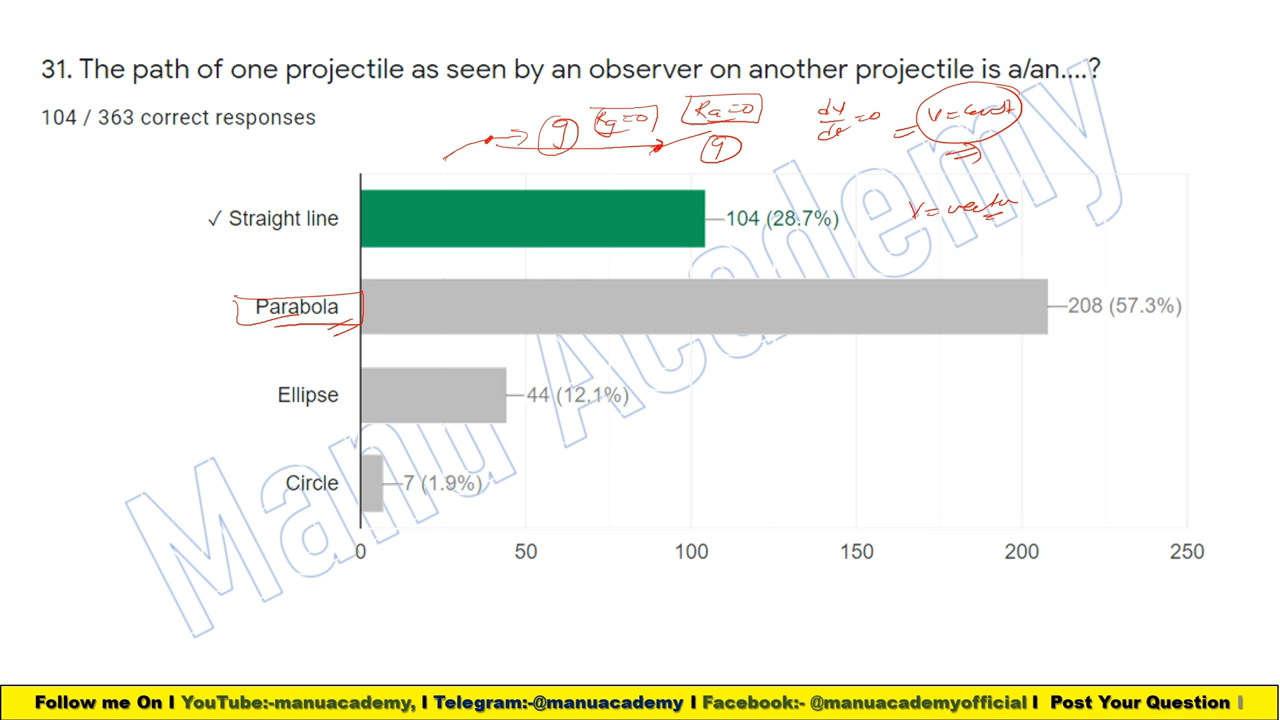 31. The path of one projectile as seen by an observer on another projectile is a/an....?
104 / 363 correct responses
g
g
V = vector
✓ Straight line 104 (28.7%)
Parabola 208 (57.3%)
Ellipse 44 (12.1%)
Circle 7 (1.9%)
0 50 100 150 200 250
Manu Academy
Follow me On I YouTube:-manuacademy, I Telegram:-@manuacademy I Facebook:- @manuacademyofficial I Post Your Question I